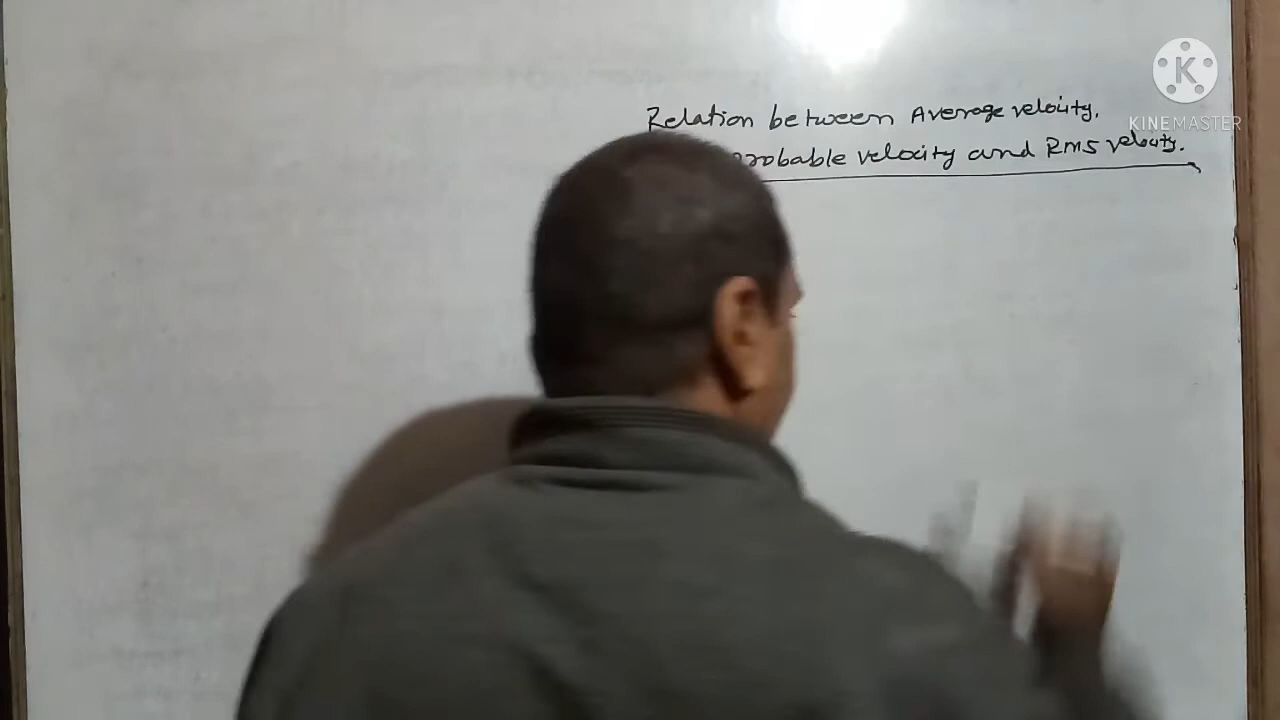 Relation between Average velocity,
probable velocity and RMS velocity.
K
KINEMASTER